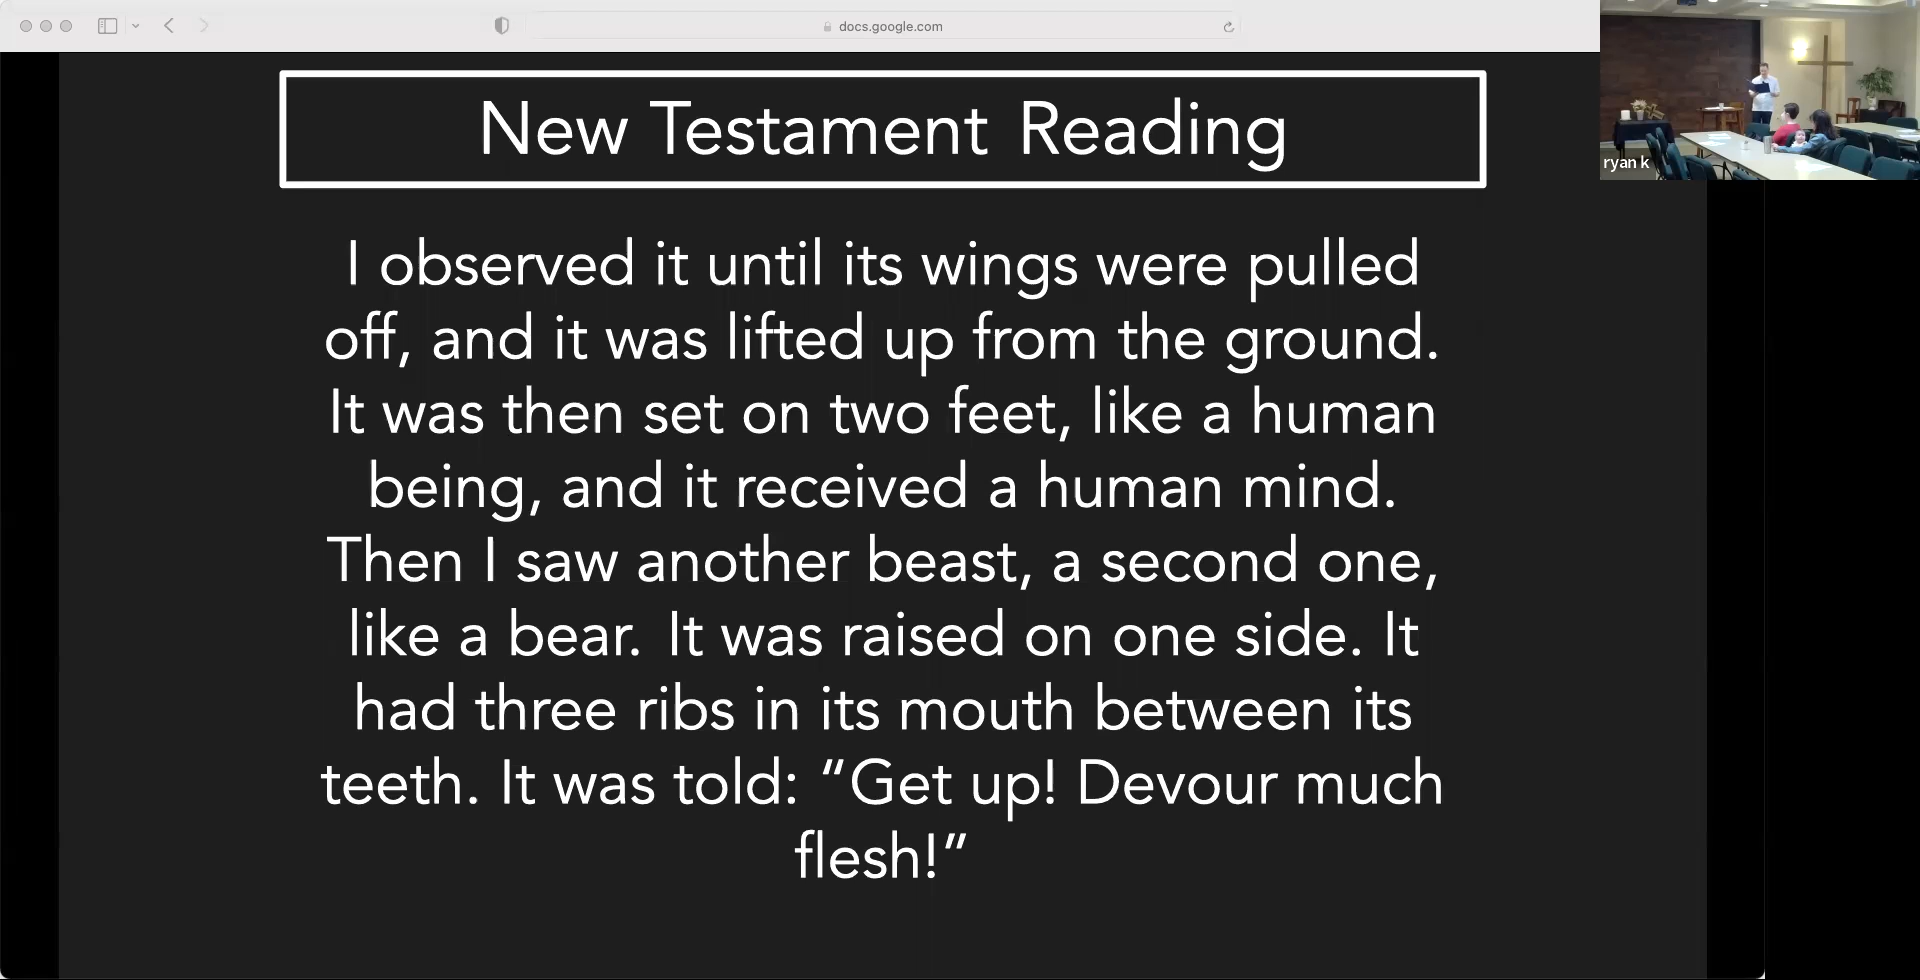 docs.google.com
New Testament Reading
ryan k
I observed it until its wings were pulled
off, and it was lifted up from the ground.
It was then set on two feet, like a human
being, and it received a human mind.
Then I saw another beast, a second one,
like a bear. It was raised on one side. It
had three ribs in its mouth between its
teeth. It was told: “Get up! Devour much
flesh!”